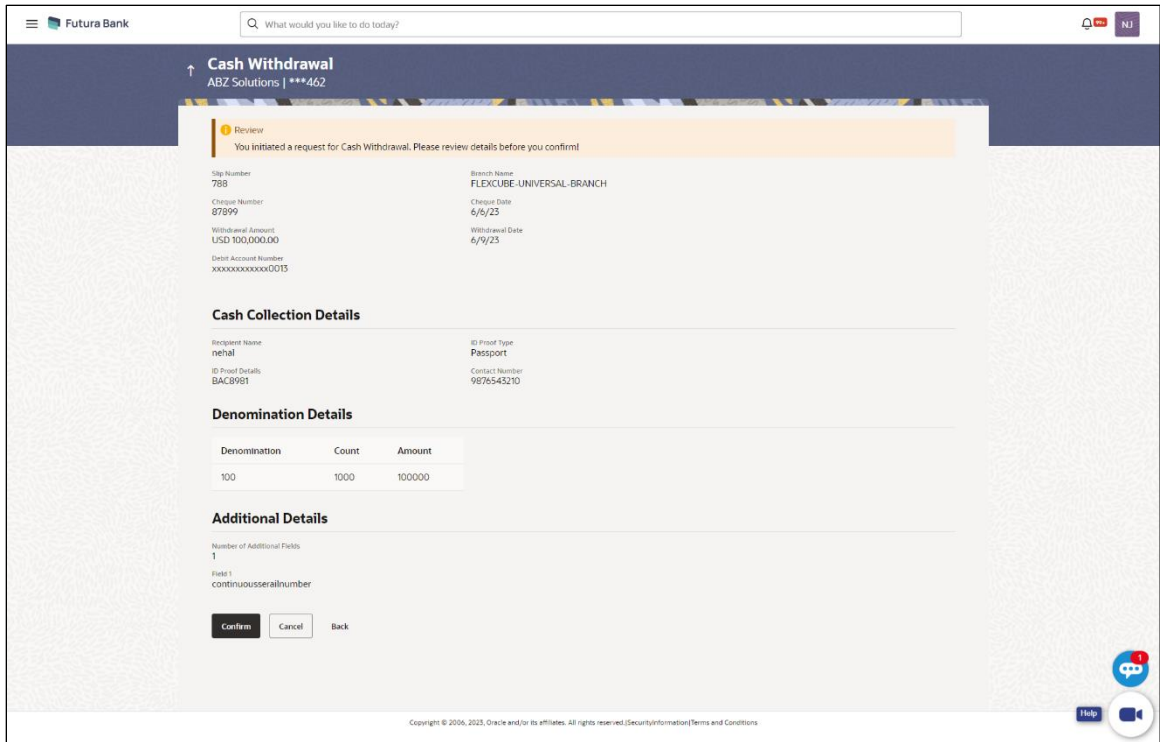 Futura Bank
What would you like to do today?
NJ
Cash Withdrawal
ABZ Solutions | ***462
Review
You initiated a request for Cash Withdrawal. Please review details before you confirm!
Slip Number
788
Branch Name
FLEXCUBE-UNIVERSAL-BRANCH
Cheque Number
87899
Cheque Date
6/6/23
Withdrawal Amount
USD 100,000.00
Withdrawal Date
6/9/23
Debit Account Number
xxxxxxxxxxxx0013
Cash Collection Details
Recipient Name
nehal
ID Proof Type
Passport
ID Proof Details
BAC8981
Contact Number
9876543210
Denomination Details
Denomination Count Amount
100 1000 100000
Additional Details
Number of Additional Fields
1
Field 1
continuousserailnumber
Confirm Cancel Back
1
Help
Copyright © 2006, 2023, Oracle and/or its affiliates. All rights reserved.|SecurityInformation|Terms and Conditions